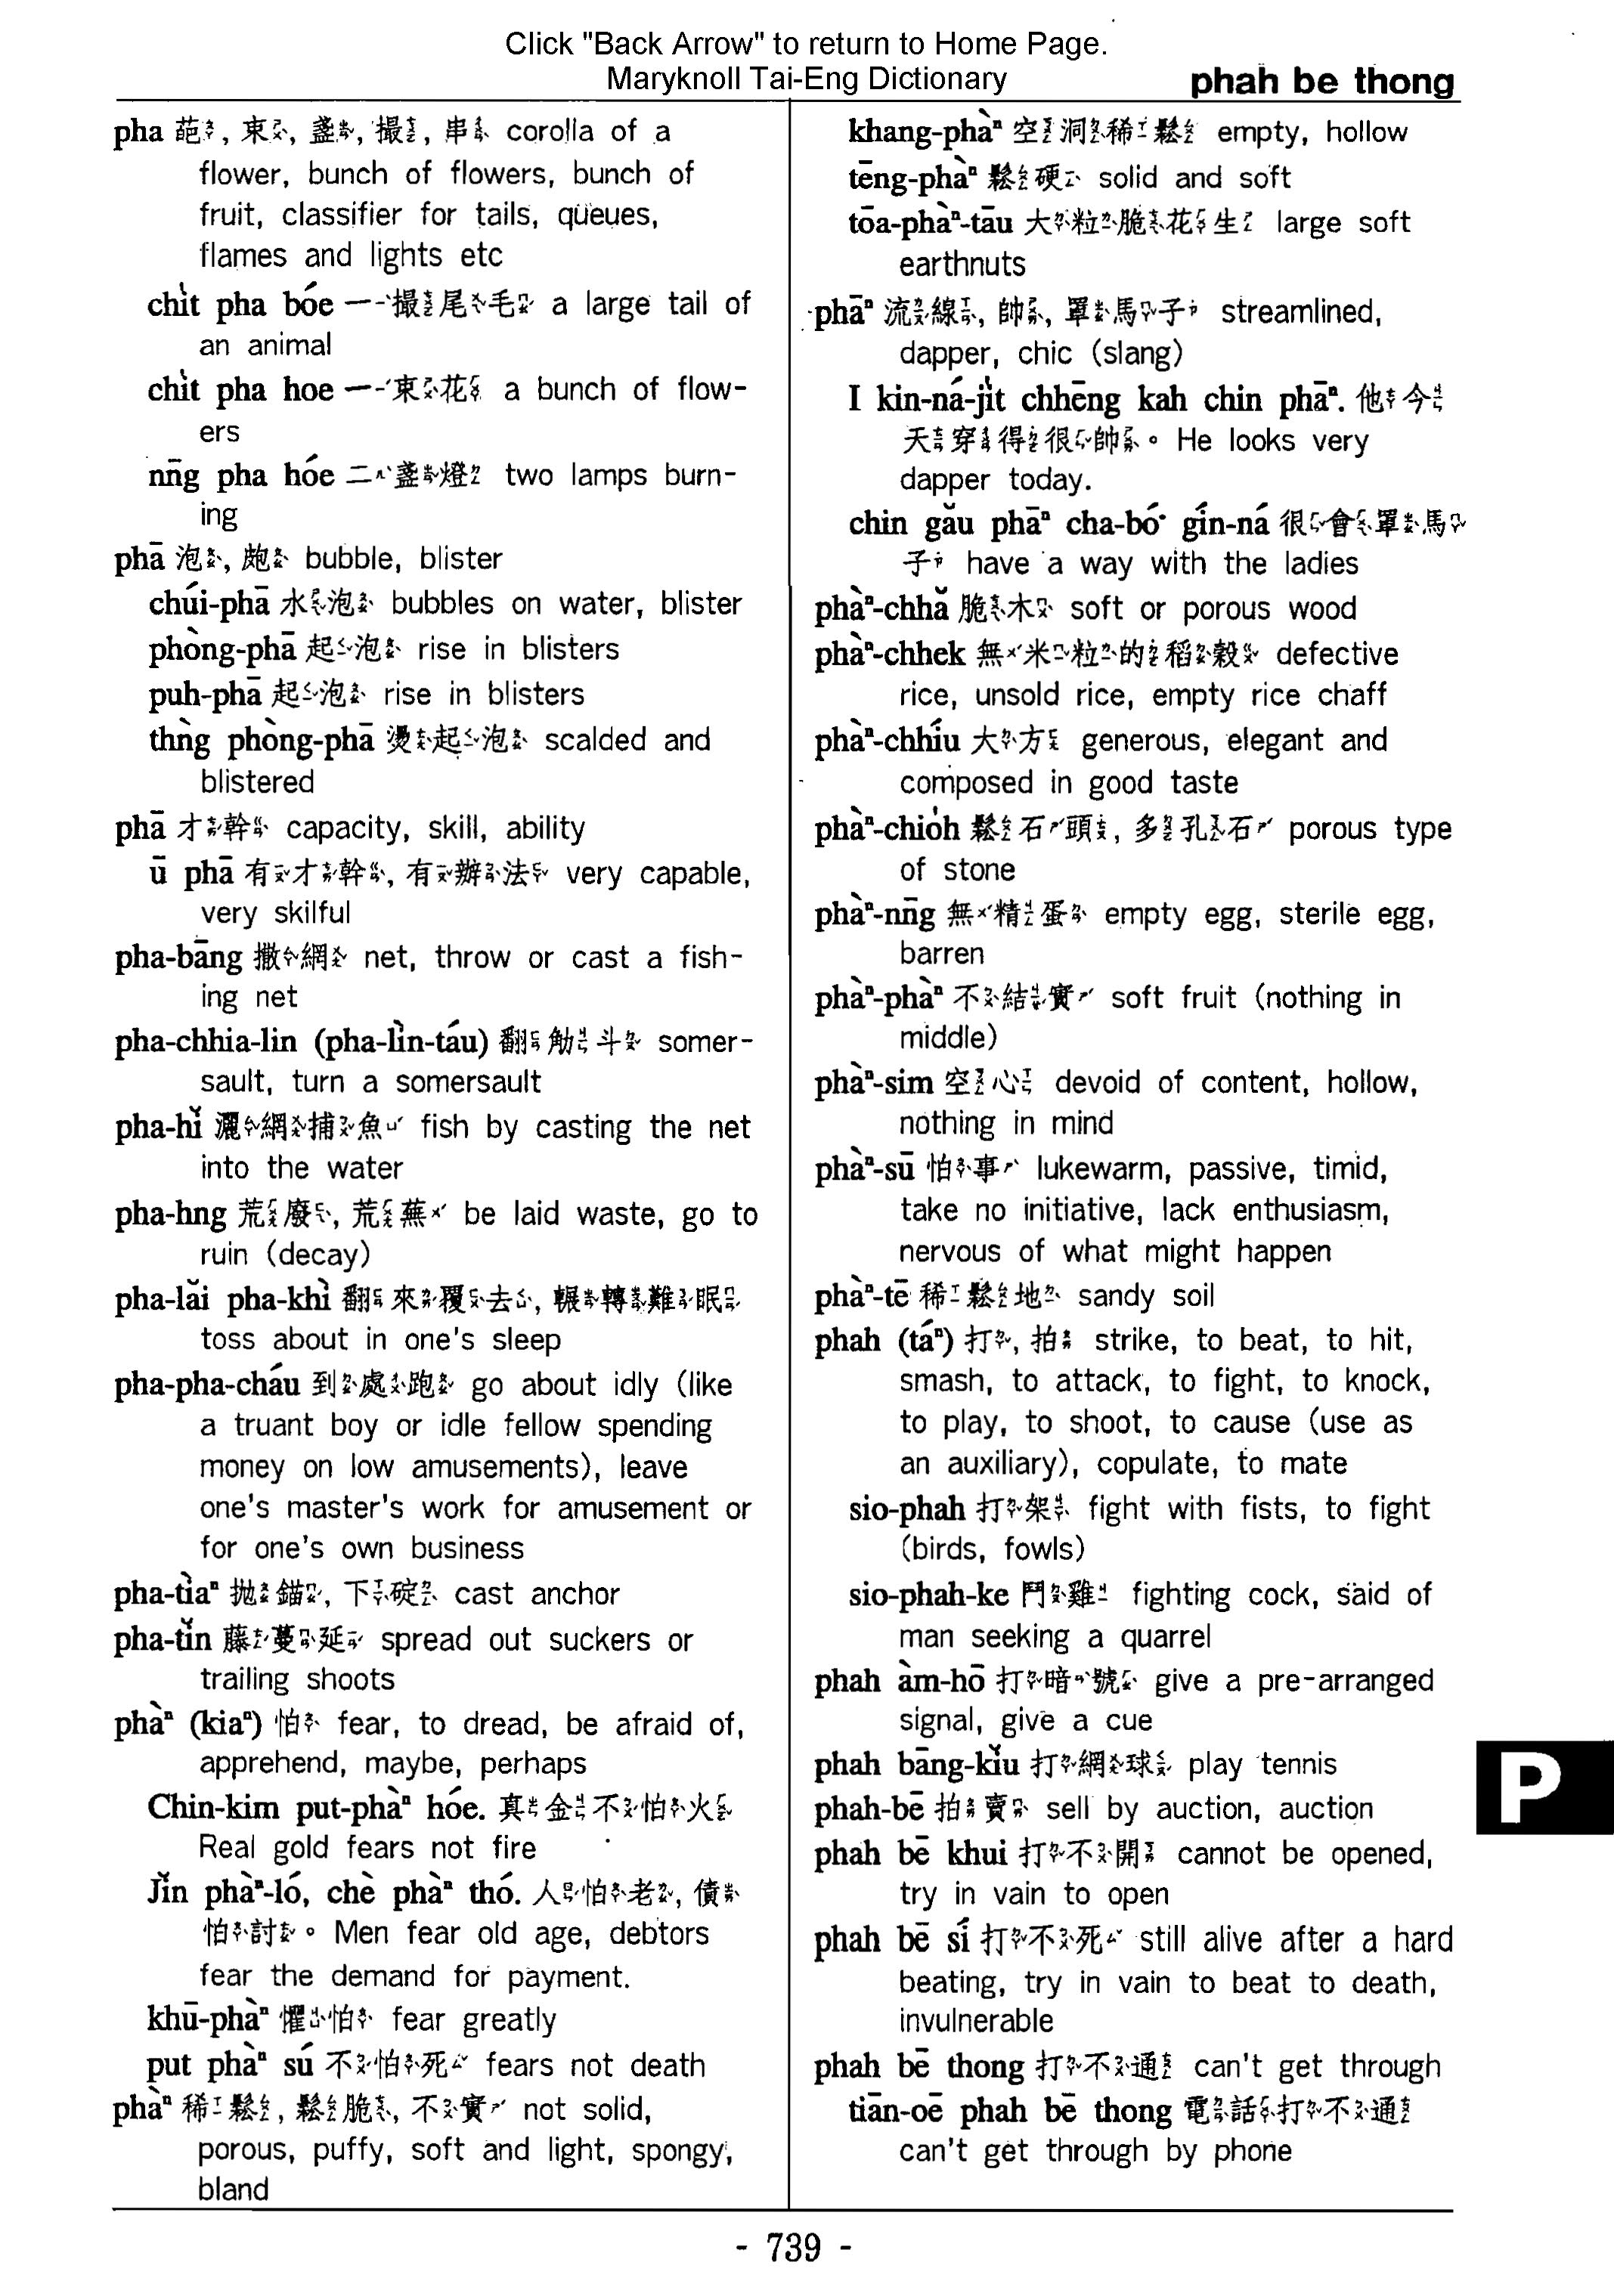 Click "Back Arrow" to return to Home Page.
Maryknoll Tai-Eng Dictionary
phah be thong
pha 葩, 束, 盞, 撮, 串 corolla of a
flower, bunch of flowers, bunch of
fruit, classifier for tails, queues,
flames and lights etc
chi̍t pha bóe 一撮尾毛 a large tail of
an animal
chi̍t pha hoe 一束花 a bunch of flow-
ers
nn̄g pha hóe 二盞燈 two lamps burn-
ing
phā 泡, 皰 bubble, blister
chúi-phā 水泡 bubbles on water, blister
phòng-phā 起泡 rise in blisters
puh-phā 起泡 rise in blisters
thǹg phòng-phā 燙起泡 scalded and
blistered
phā 才幹 capacity, skill, ability
ū phā 有才幹, 有辦法 very capable,
very skilful
pha-bāng 撒網 net, throw or cast a fish-
ing net
pha-chhia-lin (pha-lìn-táu) 翻觔斗 somer-
sault, turn a somersault
pha-hǐ 灑網捕魚 fish by casting the net
into the water
pha-hng 荒廢, 荒蕪 be laid waste, go to
ruin (decay)
pha-lǎi pha-khì 翻來覆去, 輾轉難眠
toss about in one's sleep
pha-pha-cháu 到處跑 go about idly (like
a truant boy or idle fellow spending
money on low amusements), leave
one's master's work for amusement or
for one's own business
pha-tiàⁿ 拋錨, 下碇 cast anchor
pha-tǐn 藤蔓延 spread out suckers or
trailing shoots
phàⁿ (kiaⁿ) 怕 fear, to dread, be afraid of,
apprehend, maybe, perhaps
Chin-kim put-phàⁿ hóe. 真金不怕火
Real gold fears not fire
Jǐn phàⁿ-ló, chè phàⁿ thó. 人怕老, 債
怕討。 Men fear old age, debtors
fear the demand for payment.
khū-phàⁿ 懼怕 fear greatly
put phàⁿ sú 不怕死 fears not death
phàⁿ 稀鬆, 鬆脆, 不實 not solid,
porous, puffy, soft and light, spongy,
bland
khang-phàⁿ 空洞稀鬆 empty, hollow
tēng-phàⁿ 鬆硬 solid and soft
tōa-phàⁿ-tāu 大粒脆花生 large soft
earthnuts
phāⁿ 流線, 帥, 罩馬子 streamlined,
dapper, chic (slang)
I kin-ná-ji̍t chhēng kah chin phāⁿ. 他今
天穿得很帥。 He looks very
dapper today.
chin gǎu phāⁿ cha-bó͘ gín-ná 很會罩馬
子 have a way with the ladies
phàⁿ-chhǎ 脆木 soft or porous wood
phàⁿ-chhek 無米粒的稻穀 defective
rice, unsold rice, empty rice chaff
phàⁿ-chhíu 大方 generous, elegant and
composed in good taste
phàⁿ-chio̍h 鬆石頭, 多孔石 porous type
of stone
phàⁿ-nn̄g 無精蛋 empty egg, sterile egg,
barren
phàⁿ-phàⁿ 不結實 soft fruit (nothing in
middle)
phàⁿ-sim 空心 devoid of content, hollow,
nothing in mind
phàⁿ-sū 怕事 lukewarm, passive, timid,
take no initiative, lack enthusiasm,
nervous of what might happen
phàⁿ-tē 稀鬆地 sandy soil
phah (táⁿ) 打, 拍 strike, to beat, to hit,
smash, to attack, to fight, to knock,
to play, to shoot, to cause (use as
an auxiliary), copulate, to mate
sio-phah 打架 fight with fists, to fight
(birds, fowls)
sio-phah-ke 鬥雞 fighting cock, said of
man seeking a quarrel
phah àm-hō 打暗號 give a pre-arranged
signal, give a cue
phah bāng-kǐu 打網球 play tennis
phah-bē 拍賣 sell by auction, auction
phah bē khui 打不開 cannot be opened,
try in vain to open
phah bē sí 打不死 still alive after a hard
beating, try in vain to beat to death,
invulnerable
phah bē thong 打不通 can't get through
tiān-oē phah bē thong 電話打不通
can't get through by phone
P
- 739 -